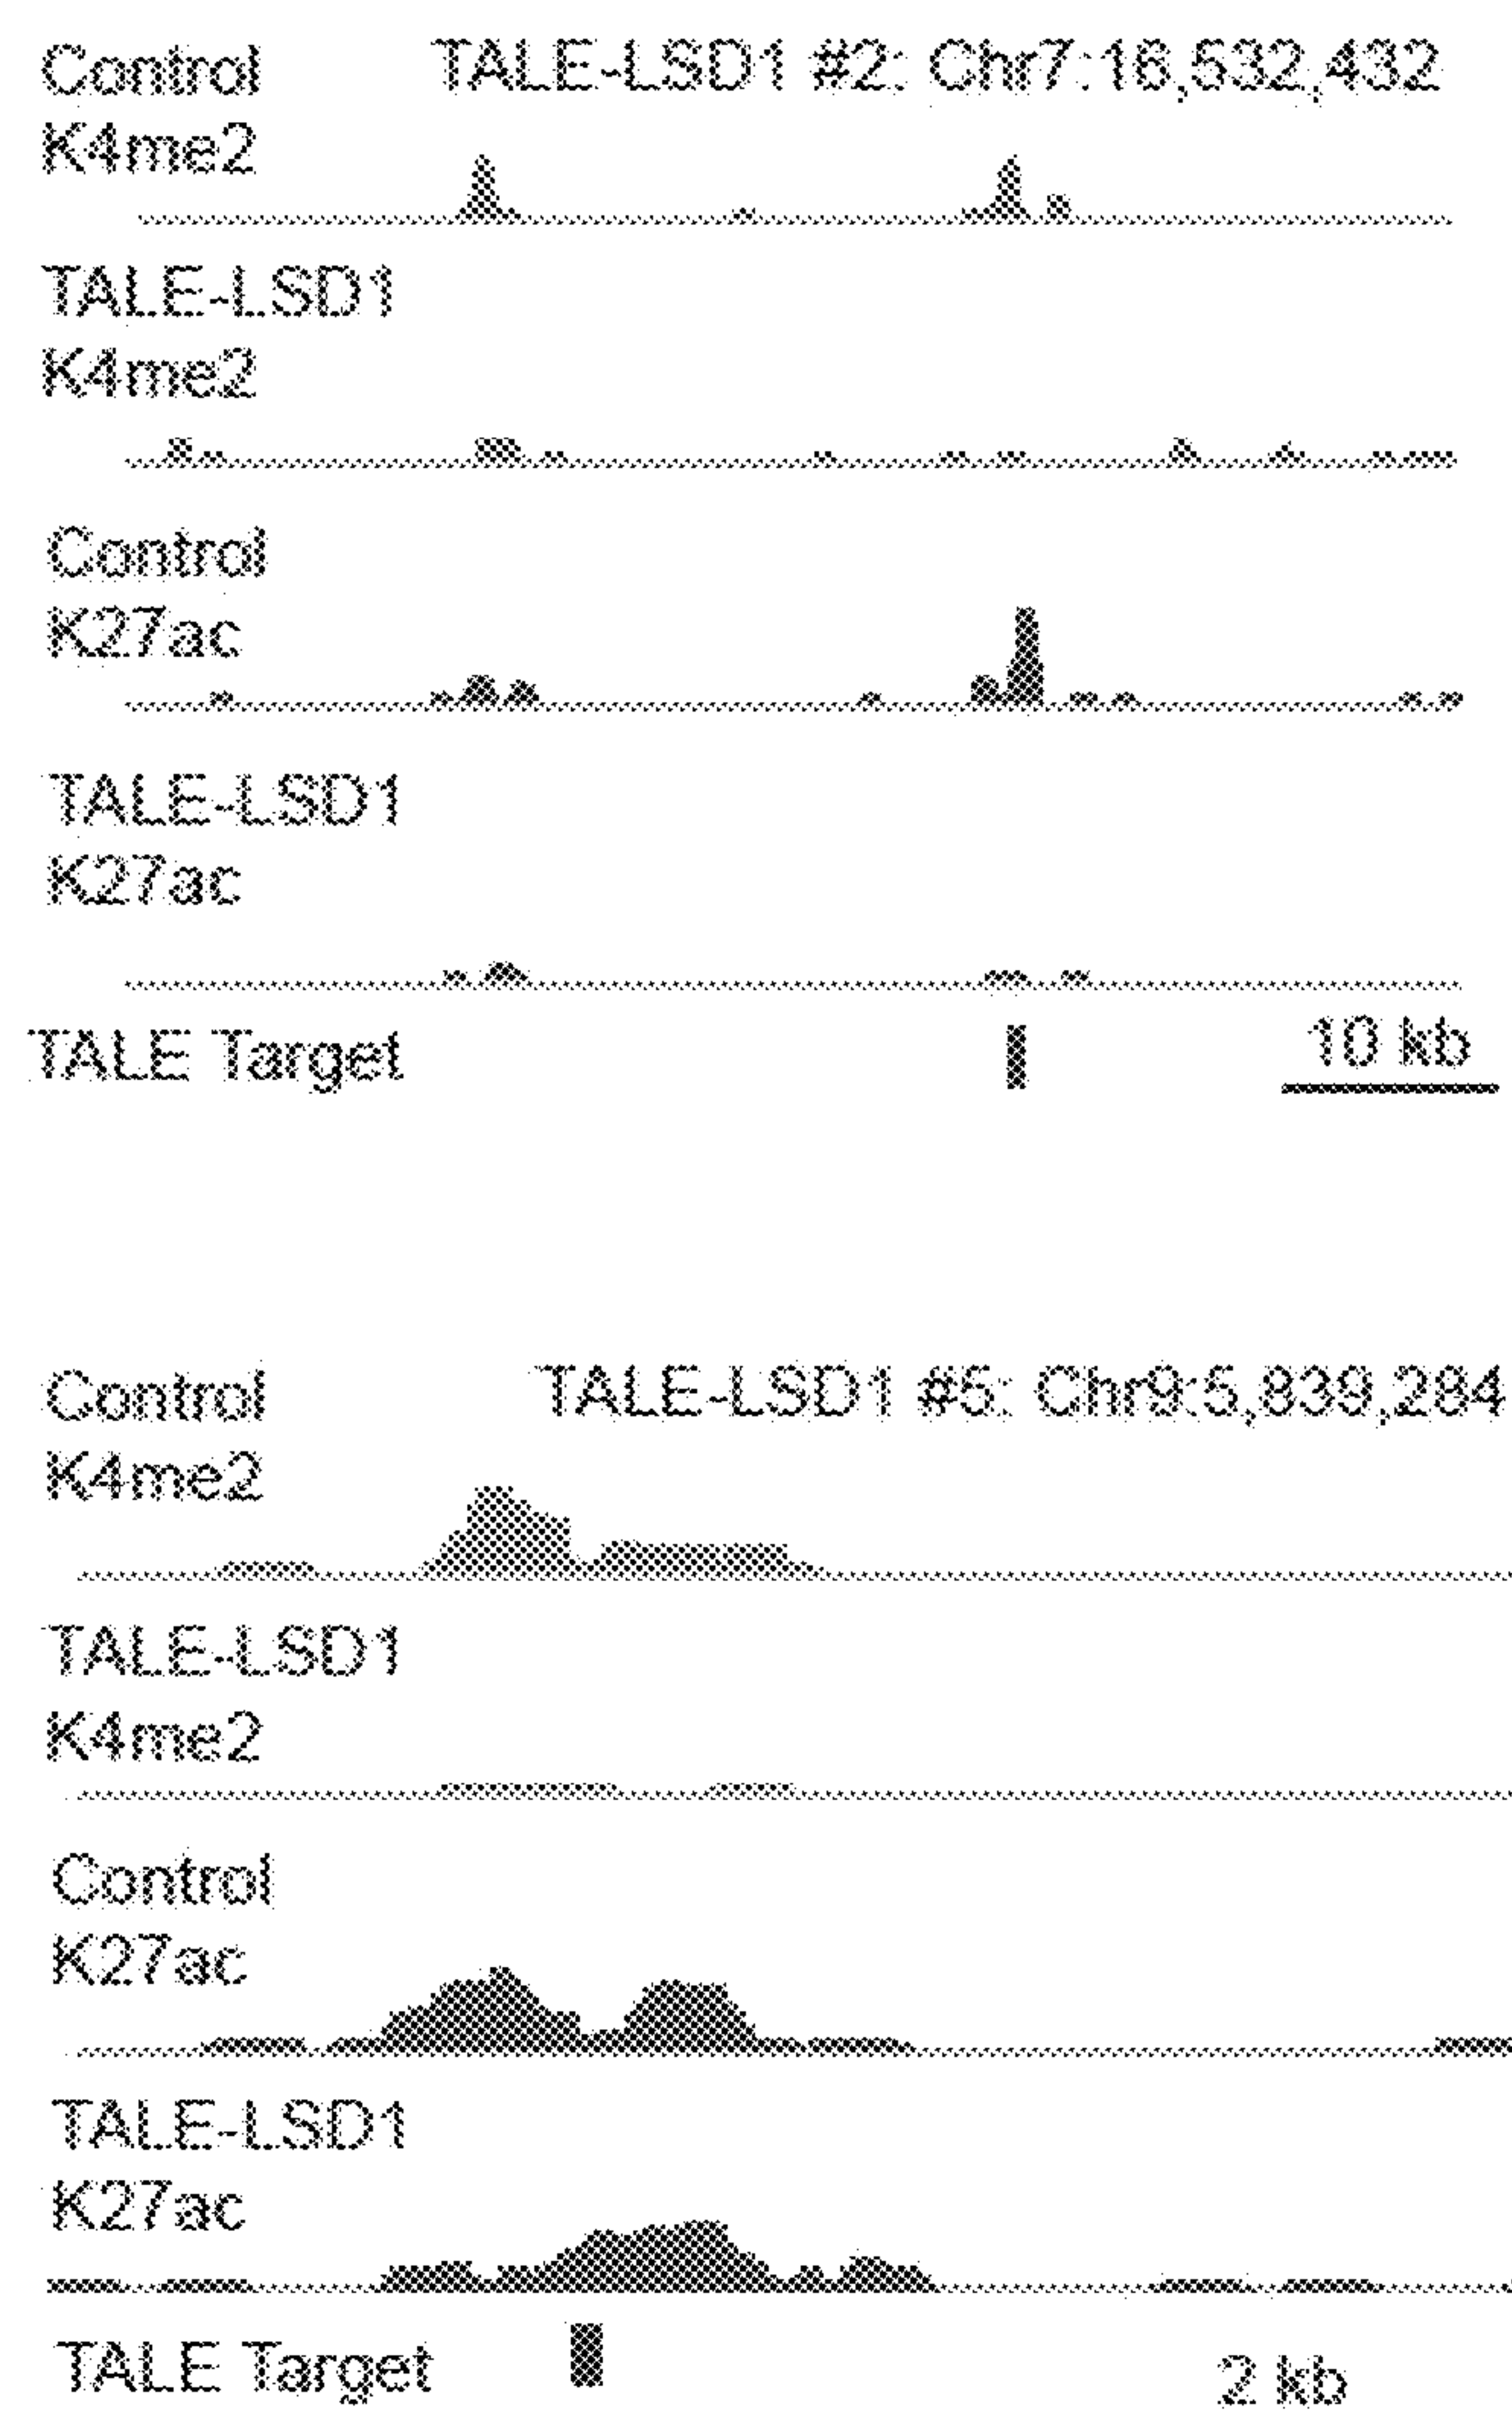 Control TALE-LSD1 #2: Chr7:16,532,432
K4me2
TALE-LSD1
K4me2
Control
K27ac
TALE-LSD1
K27ac
TALE Target 10 kb
Control TALE-LSD1 #5: Chr9:5,839,284
K4me2
TALE-LSD1
K4me2
Control
K27ac
TALE-LSD1
K27ac
TALE Target 2 kb